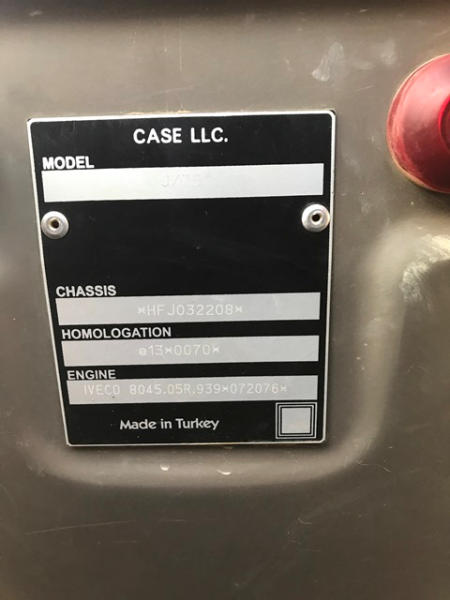 CASE LLC.
MODEL
CHASSIS
*HFJ032208*
HOMOLOGATION
e13*0070*
ENGINE
IVECO 8045.05R.939*072076*
Made in Turkey